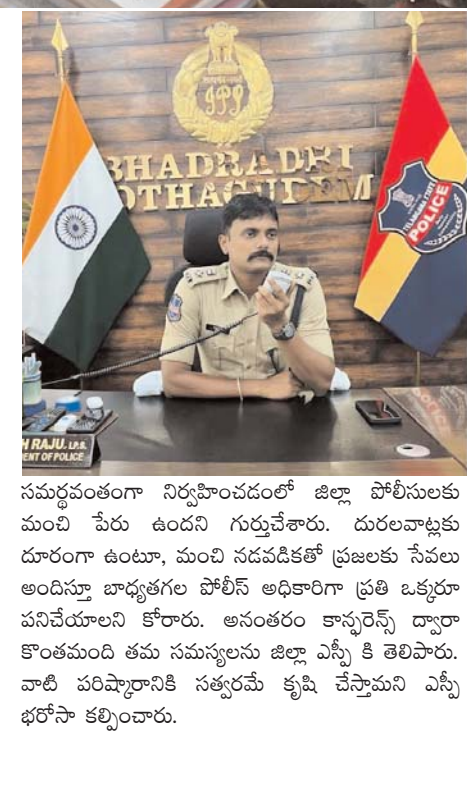 BHADRADRI
OTHAGUDEM
TELANGANA STATE
POLICE
H RAJU, I.P.S.
ENT OF POLICE
సమర్థవంతంగా నిర్వహించడంలో జిల్లా పోలీసులకు
మంచి పేరు ఉందని గుర్తుచేశారు. దురలవాట్లకు
దూరంగా ఉంటూ, మంచి నడవడికతో ప్రజలకు సేవలు
అందిస్తూ బాధ్యతగల పోలీస్ అధికారిగా ప్రతి ఒక్కరూ
పనిచేయాలని కోరారు. అనంతరం కాన్ఫరెన్స్ ద్వారా
కొంతమంది తమ సమస్యలను జిల్లా ఎస్పీ కి తెలిపారు.
వాటి పరిష్కారానికి సత్వరమే కృషి చేస్తామని ఎస్పీ
భరోసా కల్పించారు.